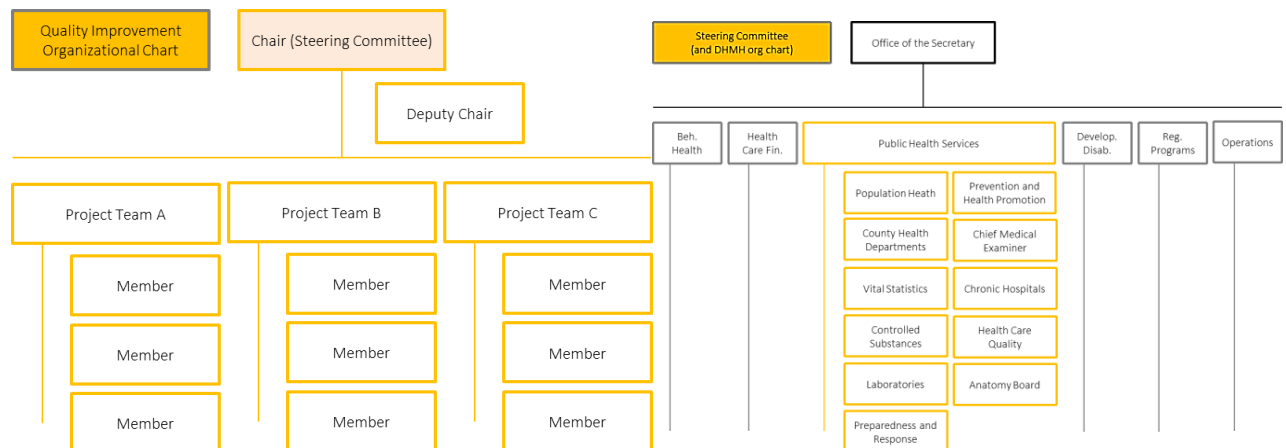 Quality Improvement
Organizational Chart
Chair (Steering Committee)
Deputy Chair
Project Team A
Project Team B
Project Team C
Member
Member
Member
Member
Member
Member
Member
Member
Member
Steering Committee
(and DHMH org chart)
Office of the Secretary
Beh.
Health
Health
Care Fin.
Public Health Services
Develop.
Disab.
Reg.
Programs
Operations
Population Heath
Prevention and
Health Promotion
County Health
Departments
Chief Medical
Examiner
Vital Statistics
Chronic Hospitals
Controlled
Substances
Health Care
Quality
Laboratories
Anatomy Board
Preparedness and
Response